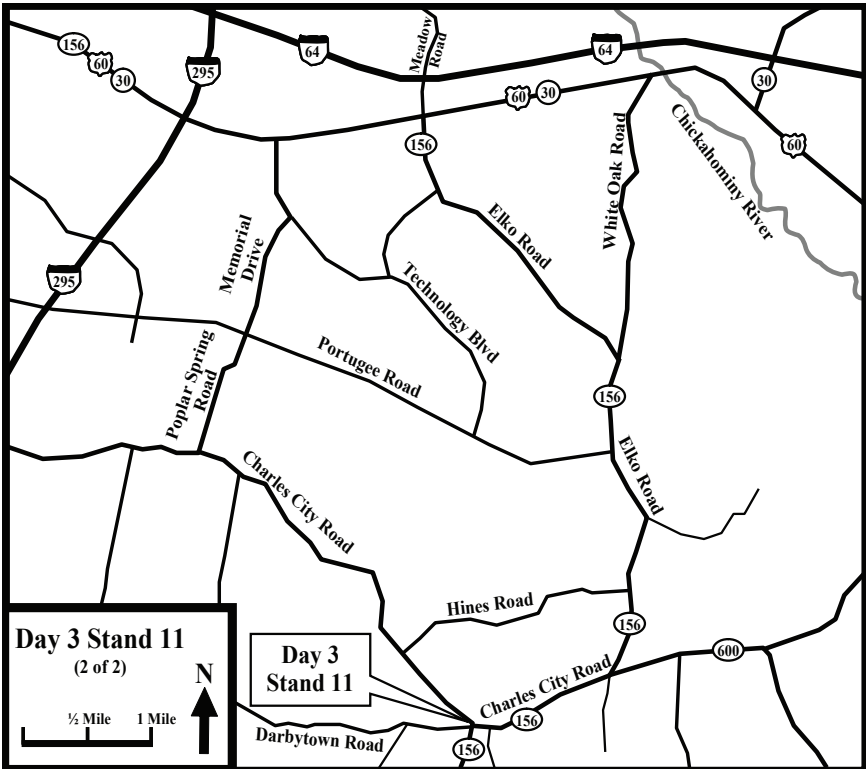 156
60
30
295
64
Meadow
Road
64
60
30
30
60
156
Chickahominy River
White Oak Road
Elko Road
Memorial
Drive
295
Technology Blvd
Portugee Road
Poplar Spring
Road
156
Elko Road
Charles City Road
Hines Road
156
600
Day 3 Stand 11
(2 of 2)
N
½ Mile
1 Mile
Day 3
Stand 11
Charles City Road
156
Darbytown Road
156